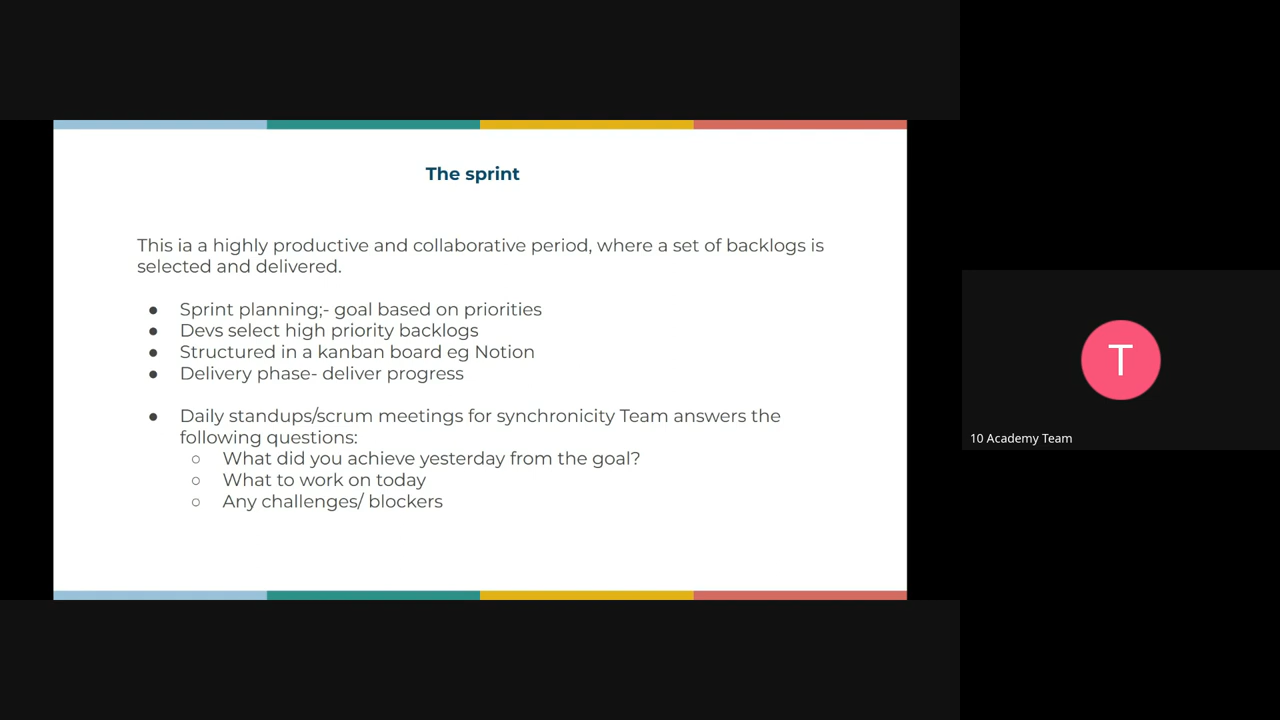 The sprint
This ia a highly productive and collaborative period, where a set of backlogs is
selected and delivered.
● Sprint planning;- goal based on priorities
● Devs select high priority backlogs
● Structured in a kanban board eg Notion
● Delivery phase- deliver progress
● Daily standups/scrum meetings for synchronicity Team answers the
following questions:
○ What did you achieve yesterday from the goal?
○ What to work on today
○ Any challenges/ blockers
T
10 Academy Team